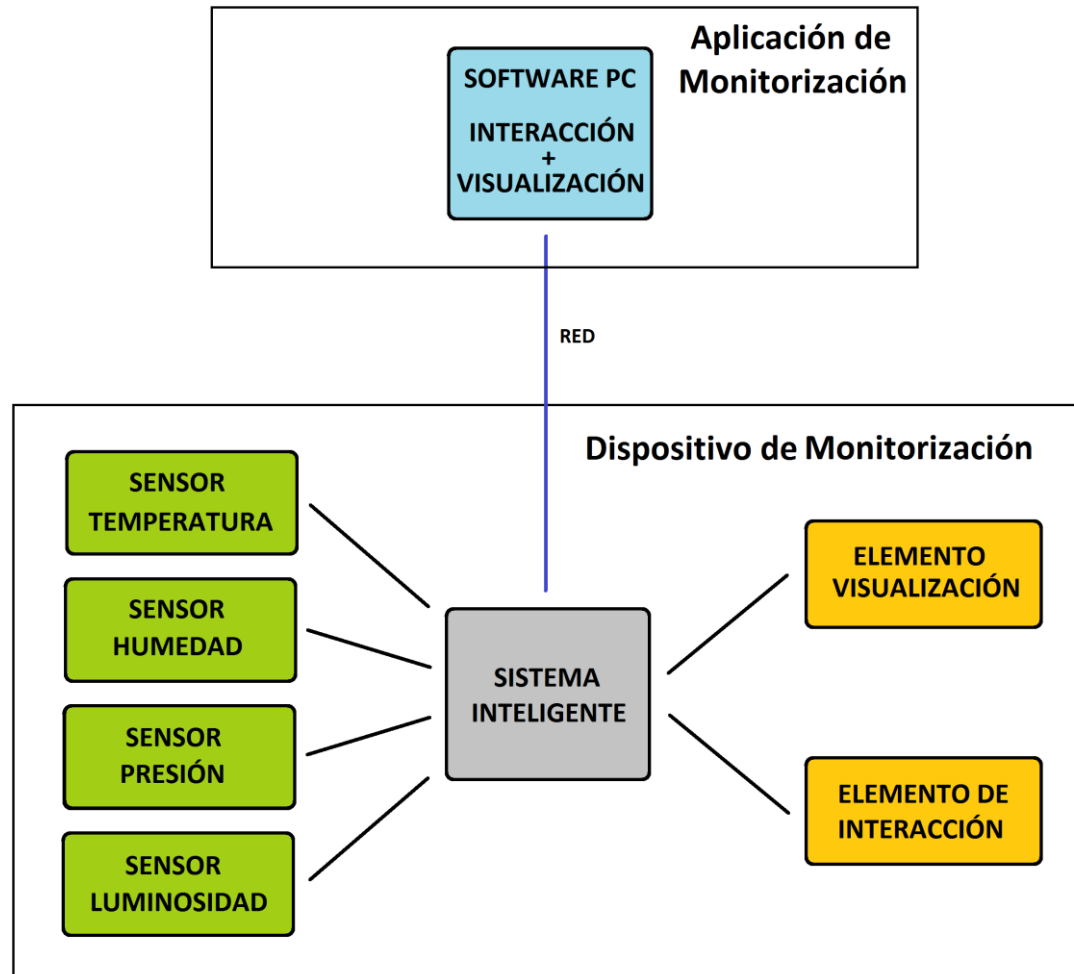 Aplicación de
Monitorización
SOFTWARE PC
INTERACCIÓN
+
VISUALIZACIÓN
RED
Dispositivo de Monitorización
SENSOR
TEMPERATURA
SENSOR
HUMEDAD
SENSOR
PRESIÓN
SENSOR
LUMINOSIDAD
SISTEMA
INTELIGENTE
ELEMENTO
VISUALIZACIÓN
ELEMENTO DE
INTERACCIÓN